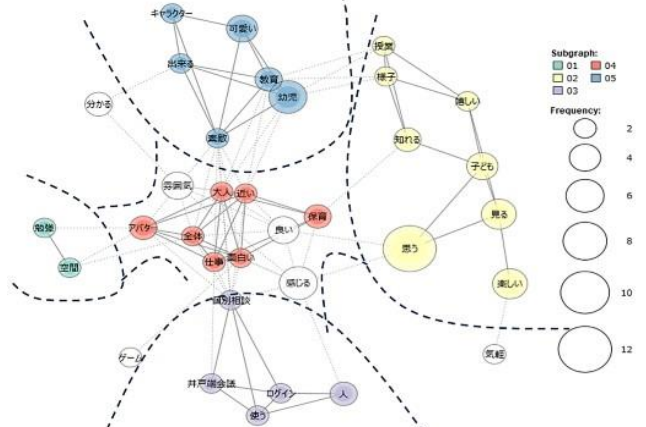 キャラクター
可愛い
出来る
教育
幼児
素敵
分かる
授業
様子
嬉しい
知れる
子ども
見る
思う
楽しい
気軽
雰囲気
大人
近い
保育
アバター
全体
良い
仕事
面白い
感じる
勉強
空間
個別相談
ゲーム
井戸端会議
ログイン
人
使う
Subgraph:
01 04
02 05
03
Frequency:
2
4
6
8
10
12